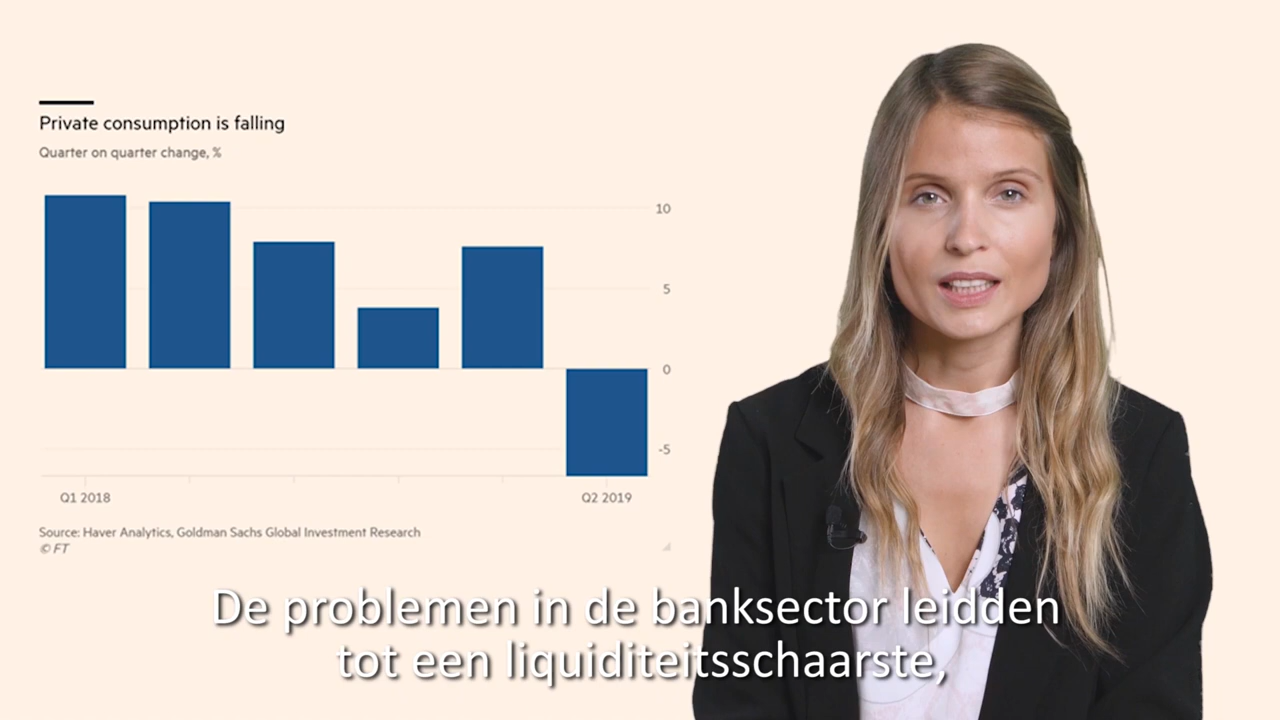 Private consumption is falling
Quarter on quarter change, %
10
5
0
-5
Q1 2018
Q2 2019
Source: Haver Analytics, Goldman Sachs Global Investment Research
© FT
De problemen in de banksector leidden
tot een liquiditeitsschaarste,